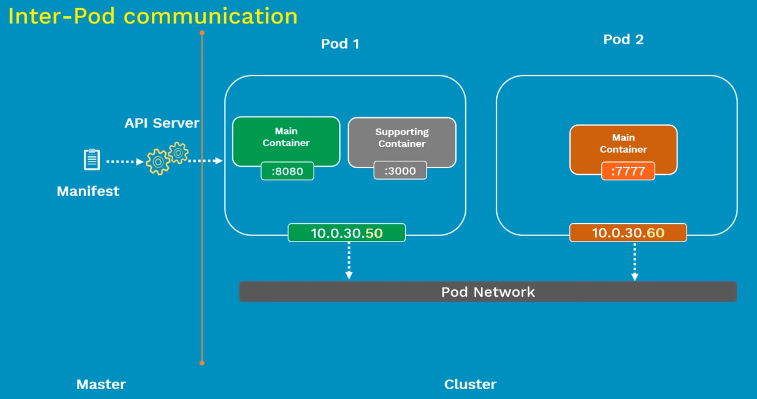 Inter-Pod communication
Pod 1
Pod 2
API Server
Manifest
Main
Container
:8080
Supporting
Container
:3000
Main
Container
:7777
10.0.30.50
10.0.30.60
Pod Network
Master
Cluster